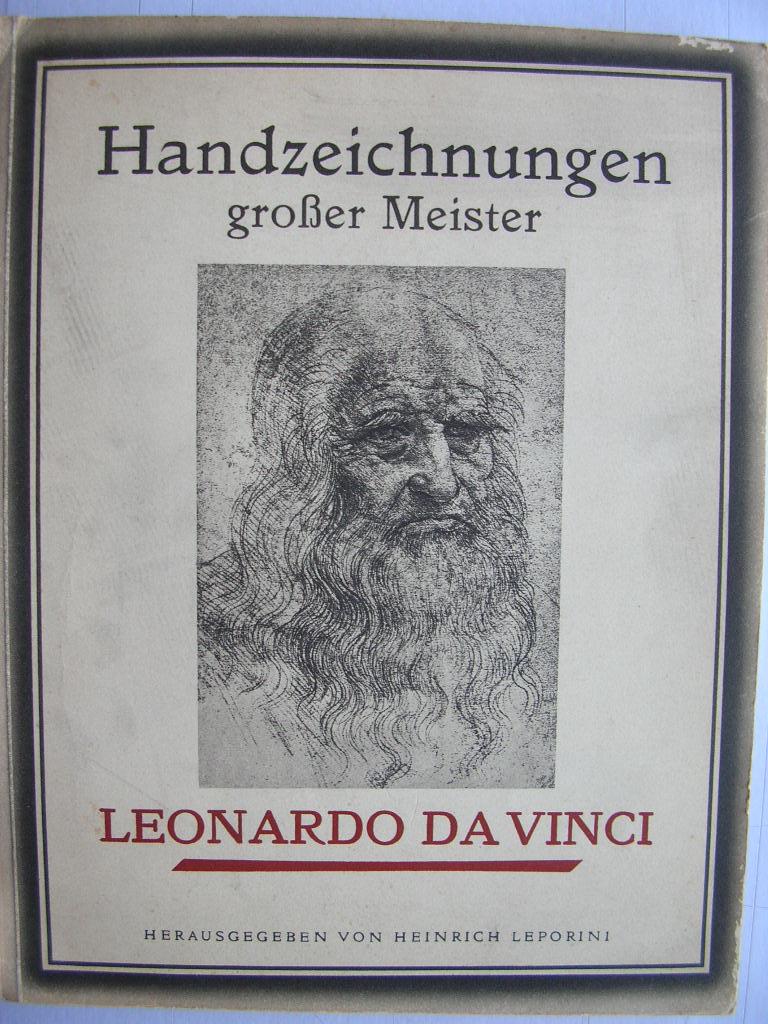 Handzeichnungen
großer Meister
LEONARDO DA VINCI
HERAUSGEGEBEN VON HEINRICH LEPORINI